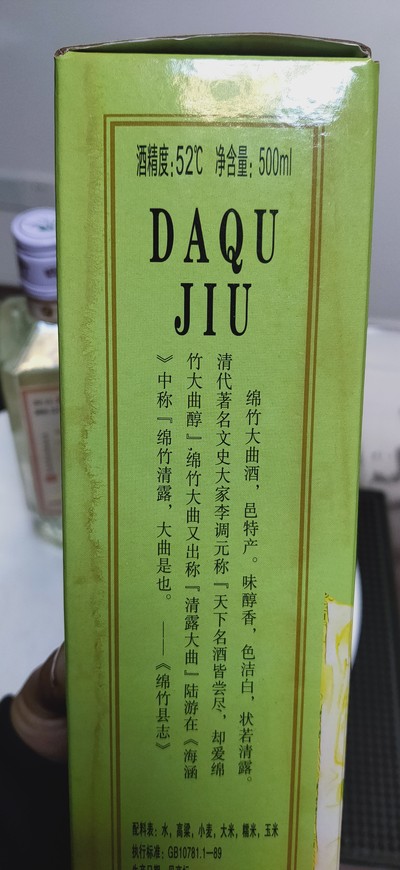 酒精度:52℃ 净含量: 500ml
DAQU
JIU
绵竹大曲酒，邑特产。味醇香，色洁白，状若清露。
清代著名文史大家李调元称『天下名酒皆尝尽，却爱绵
竹大曲醇』.绵竹大曲又出称『清露大曲』陆游在《海涵
》中称『绵竹清露，大曲是也。 ——《绵竹县志》
配料表: 水, 高粱, 小麦, 大米, 糯米, 玉米
执行标准: GB10781.1—89